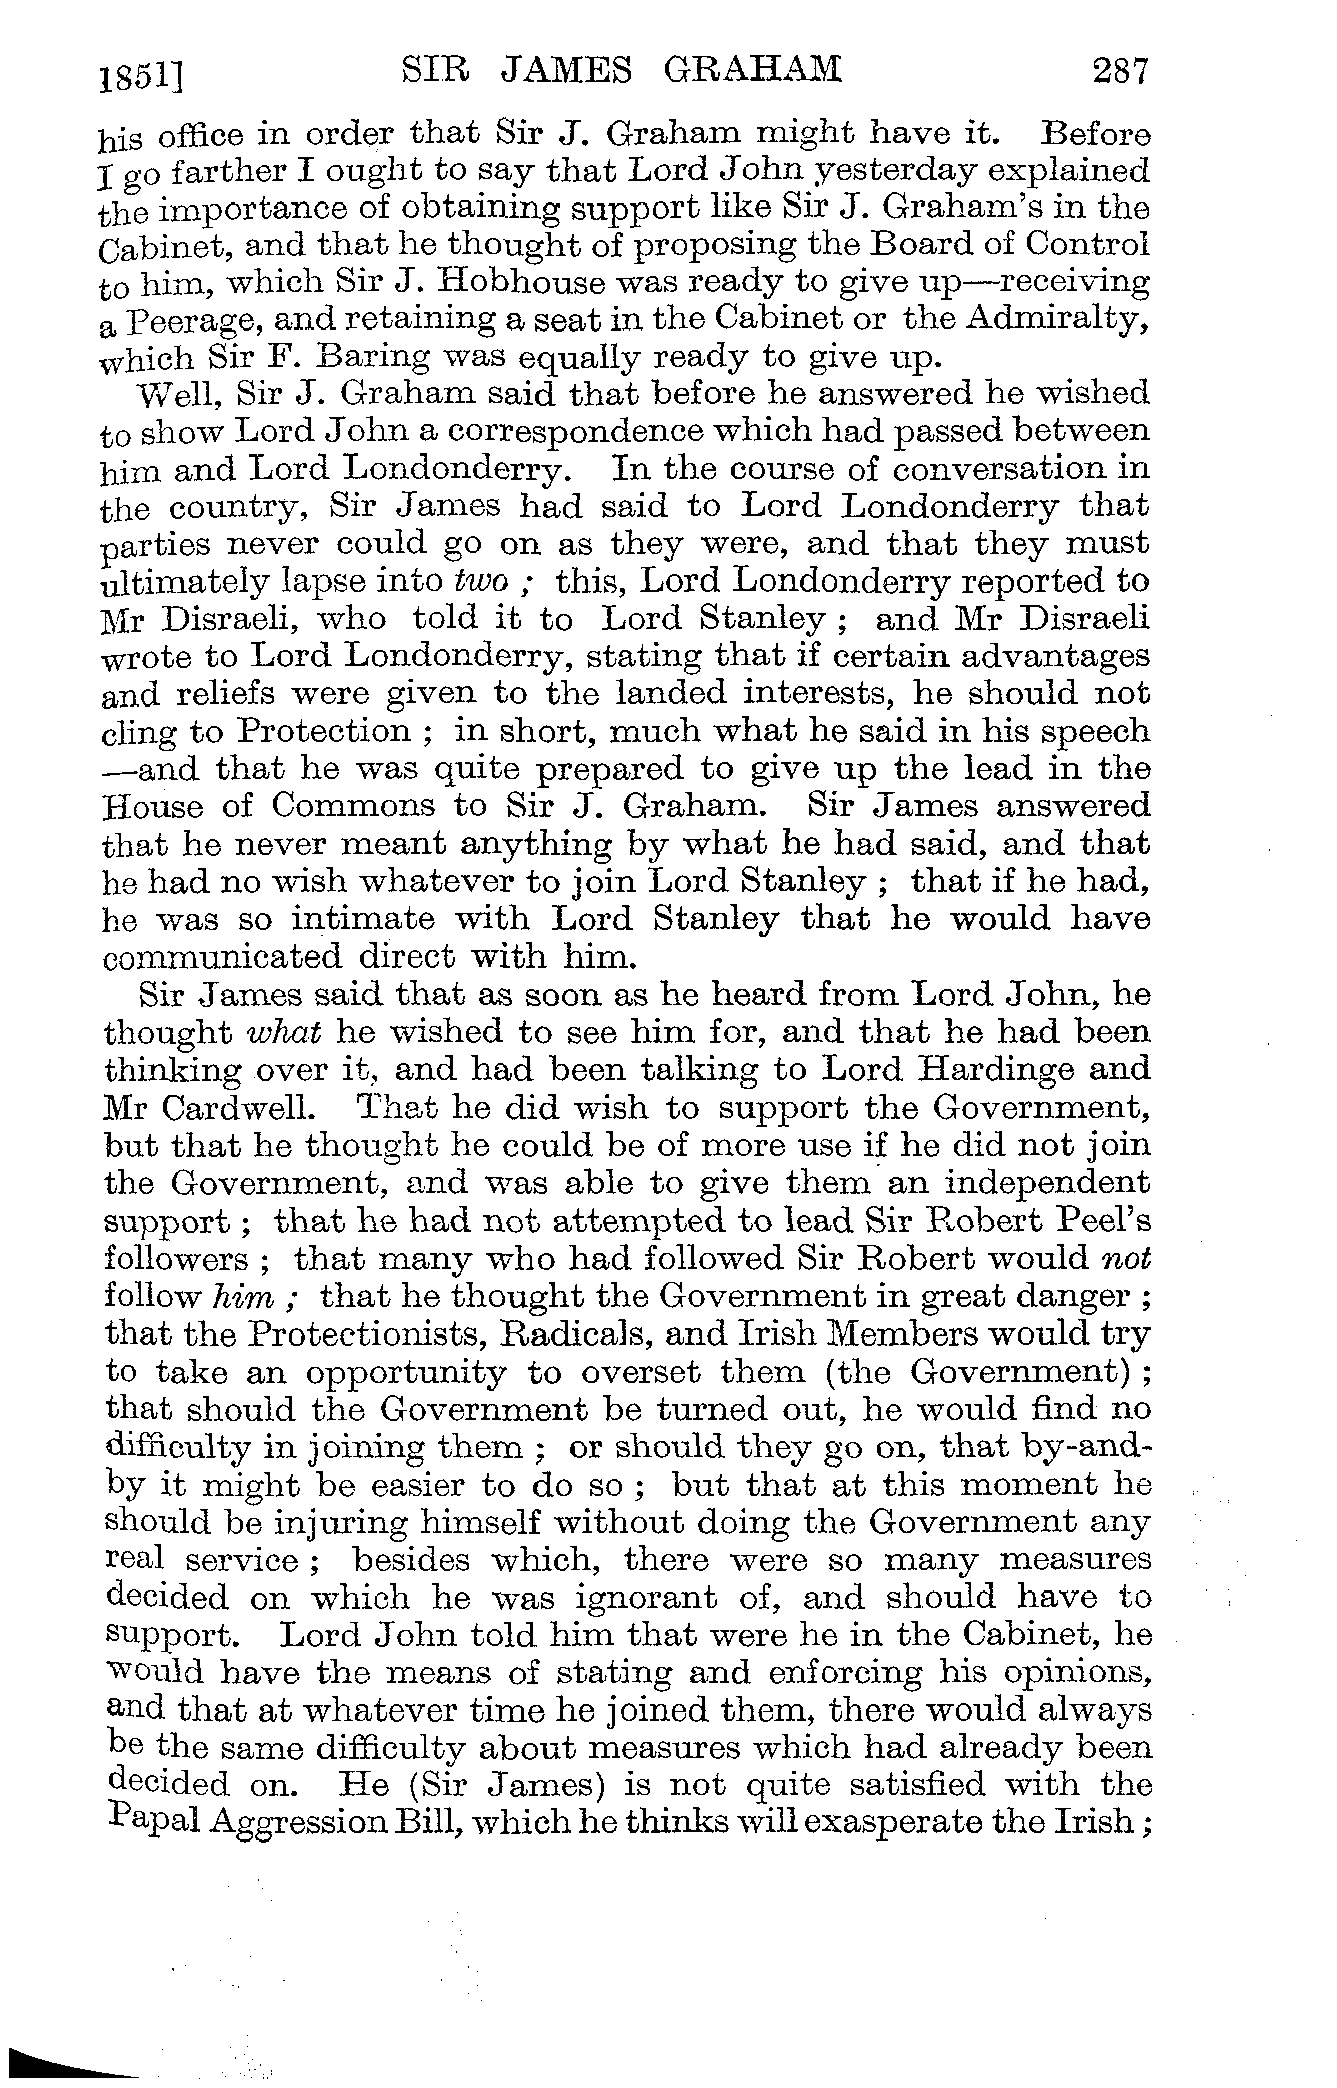 1851] SIR JAMES GRAHAM 287
his office in order that Sir J. Graham might have it. Before
I go farther I ought to say that Lord John yesterday explained
the importance of obtaining support like Sir J. Graham's in the
Cabinet, and that he thought of proposing the Board of Control
to him, which Sir J. Hobhouse was ready to give up—receiving
a Peerage, and retaining a seat in the Cabinet or the Admiralty,
which Sir F. Baring was equally ready to give up.
Well, Sir J. Graham said that before he answered he wished
to show Lord John a correspondence which had passed between
him and Lord Londonderry. In the course of conversation in
the country, Sir James had said to Lord Londonderry that
parties never could go on as they were, and that they must
ultimately lapse into two ; this, Lord Londonderry reported to
Mr Disraeli, who told it to Lord Stanley ; and Mr Disraeli
wrote to Lord Londonderry, stating that if certain advantages
and reliefs were given to the landed interests, he should not
cling to Protection ; in short, much what he said in his speech
—and that he was quite prepared to give up the lead in the
House of Commons to Sir J. Graham. Sir James answered
that he never meant anything by what he had said, and that
he had no wish whatever to join Lord Stanley ; that if he had,
he was so intimate with Lord Stanley that he would have
communicated direct with him.
Sir James said that as soon as he heard from Lord John, he
thought what he wished to see him for, and that he had been
thinking over it, and had been talking to Lord Hardinge and
Mr Cardwell. That he did wish to support the Government,
but that he thought he could be of more use if he did not join
the Government, and was able to give them an independent
support ; that he had not attempted to lead Sir Robert Peel's
followers ; that many who had followed Sir Robert would not
follow him ; that he thought the Government in great danger ;
that the Protectionists, Radicals, and Irish Members would try
to take an opportunity to overset them (the Government) ;
that should the Government be turned out, he would find no
difficulty in joining them ; or should they go on, that by-and-
by it might be easier to do so ; but that at this moment he
should be injuring himself without doing the Government any
real service ; besides which, there were so many measures
decided on which he was ignorant of, and should have to
support. Lord John told him that were he in the Cabinet, he
would have the means of stating and enforcing his opinions,
and that at whatever time he joined them, there would always
be the same difficulty about measures which had already been
decided on. He (Sir James) is not quite satisfied with the
Papal Aggression Bill, which he thinks will exasperate the Irish ;